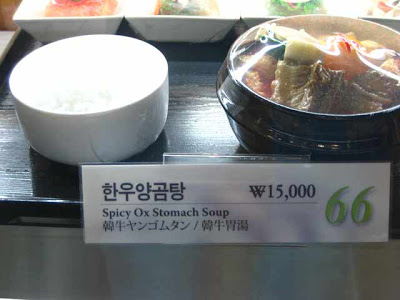 한우양곰탕 ₩15,000 66
Spicy Ox Stomach Soup
韓牛ヤンゴムタン / 韓牛胃湯